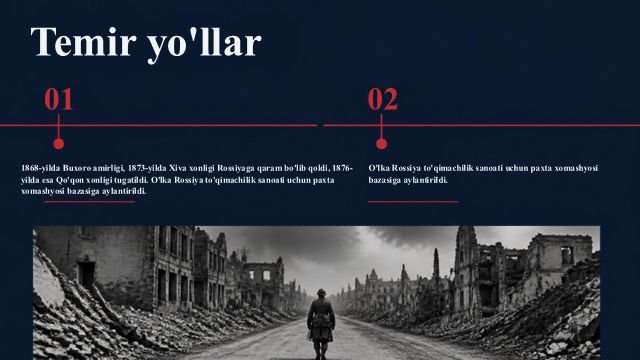 Temir yo'llar
01
02
1868-yilda Buxoro amirligi, 1873-yilda Xiva xonligi Rossiyaga qaram bo'lib qoldi, 1876-
yilda esa Qo'qon xonligi tugatildi. O'lka Rossiya to'qimachilik sanoati uchun paxta
xomashyosi bazasiga aylantirildi.
O'lka Rossiya to'qimachilik sanoati uchun paxta xomashyosi
bazasiga aylantirildi.